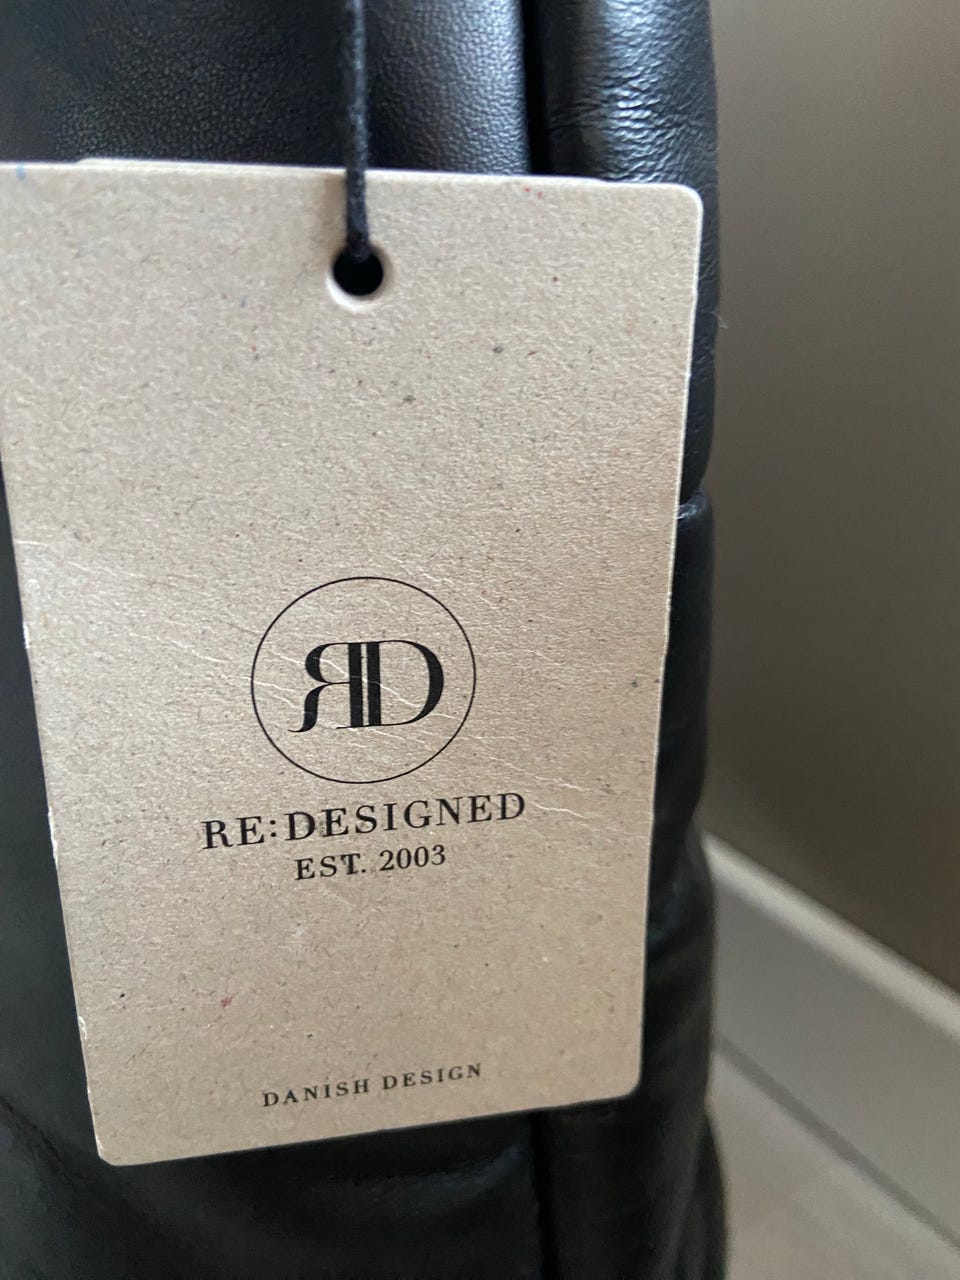 RD
RE:DESIGNED
EST. 2003
DANISH DESIGN